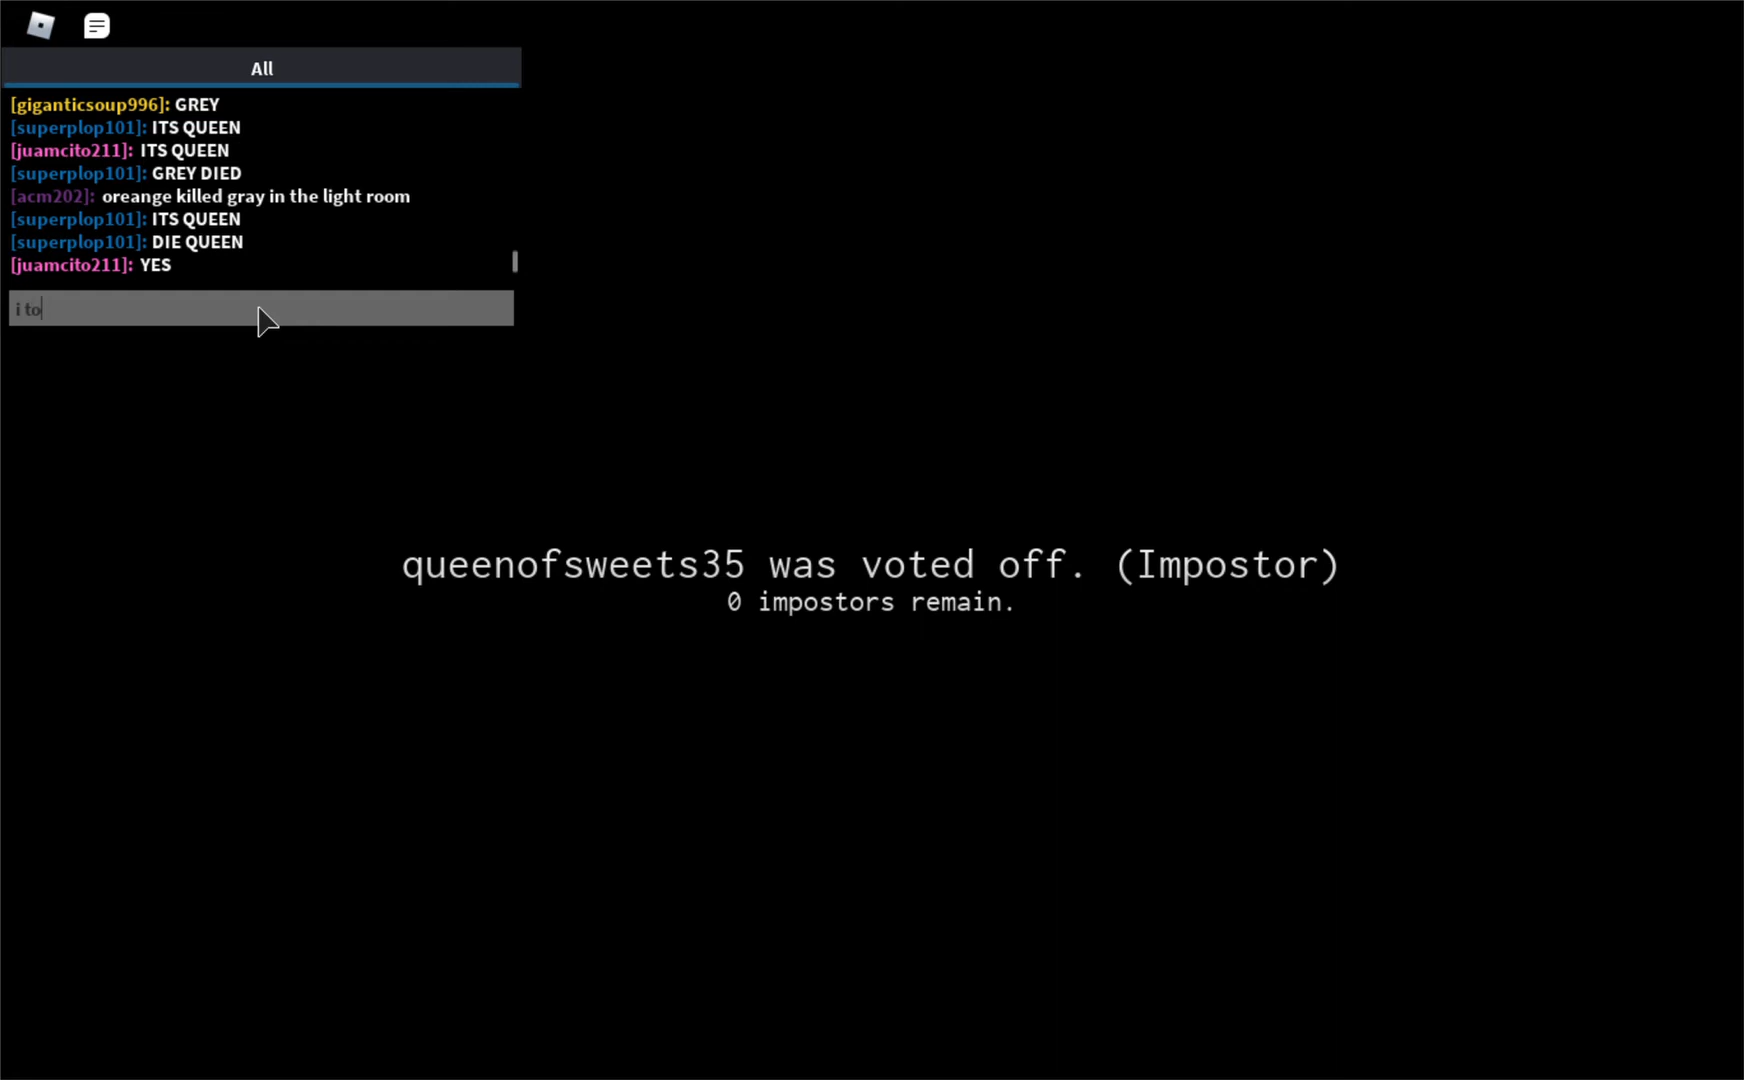 All
[giganticsoup996]: GREY
[superplop101]: ITS QUEEN
[juamcito211]: ITS QUEEN
[superplop101]: GREY DIED
[acm202]: oreange killed gray in the light room
[superplop101]: ITS QUEEN
[superplop101]: DIE QUEEN
[juamcito211]: YES
i to
queenofsweets35 was voted off. (Impostor)
0 impostors remain.